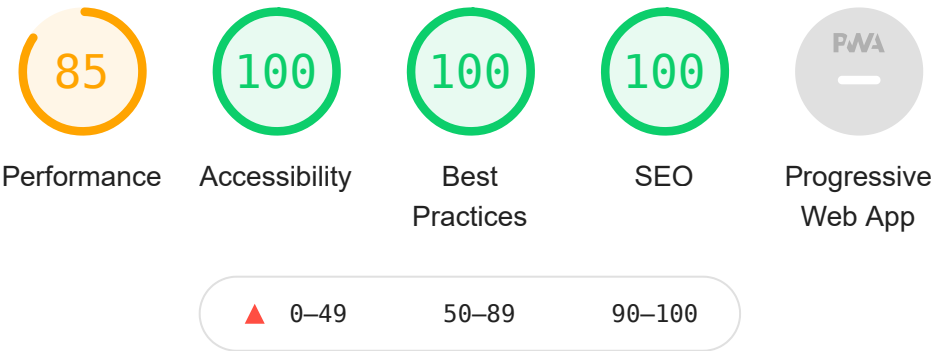 85 100 100 100 PWA
Performance Accessibility Best Practices SEO Progressive Web App
0–49 50–89 90–100